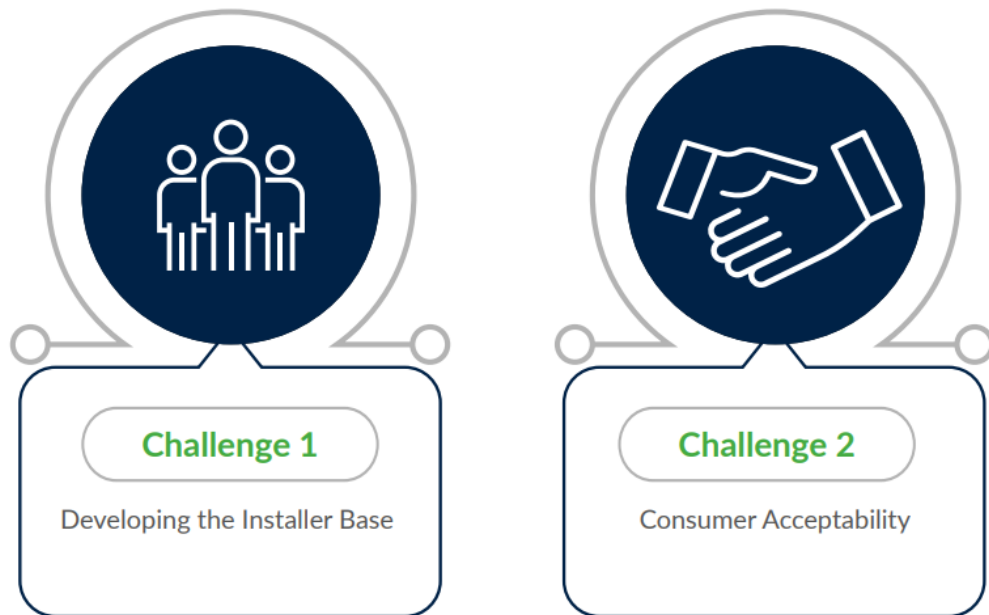 Challenge 1
Developing the Installer Base
Challenge 2
Consumer Acceptability